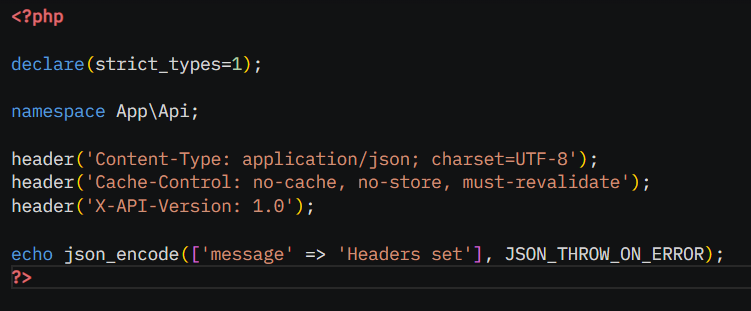 <?php
declare(strict_types=1);
namespace App\Api;
header('Content-Type: application/json; charset=UTF-8');
header('Cache-Control: no-cache, no-store, must-revalidate');
header('X-API-Version: 1.0');
echo json_encode(['message' => 'Headers set'], JSON_THROW_ON_ERROR);
?>